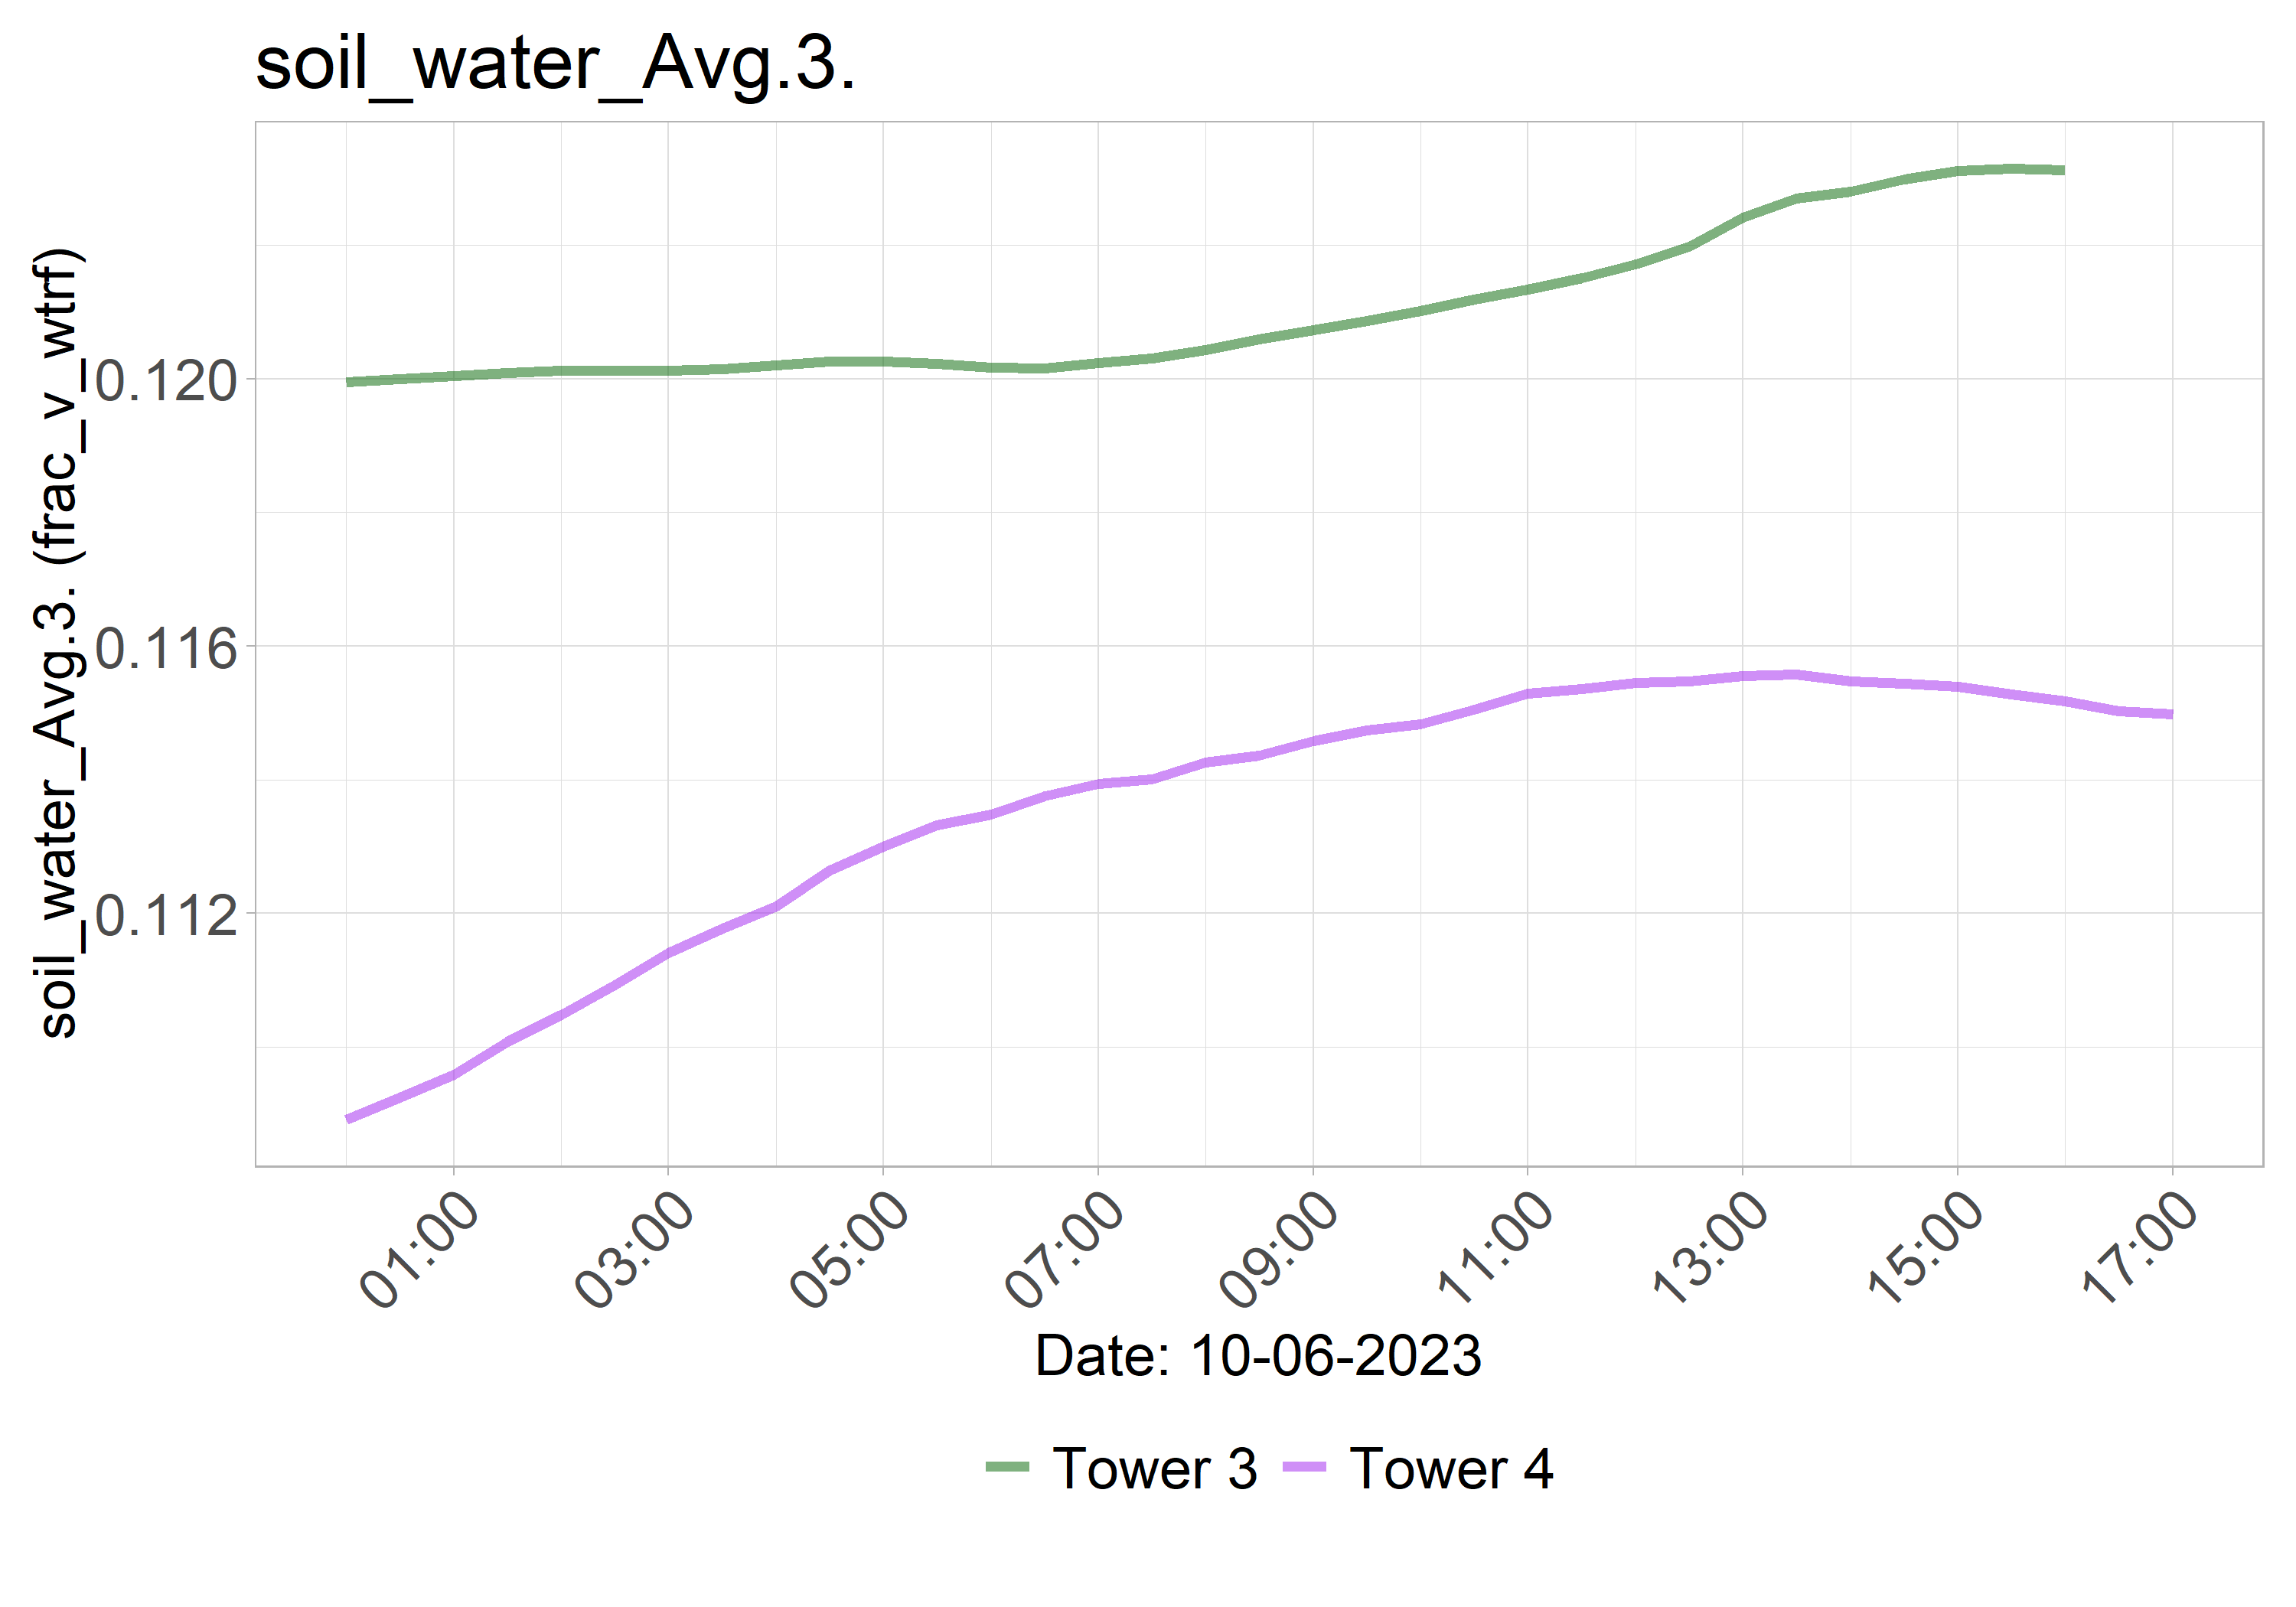 soil_water_Avg.3.
soil_water_Avg.3. (frac_v_wtrf)
0.120
0.116
0.112
01:00
03:00
05:00
07:00
09:00
11:00
13:00
15:00
17:00
Date: 10-06-2023
Tower 3
Tower 4